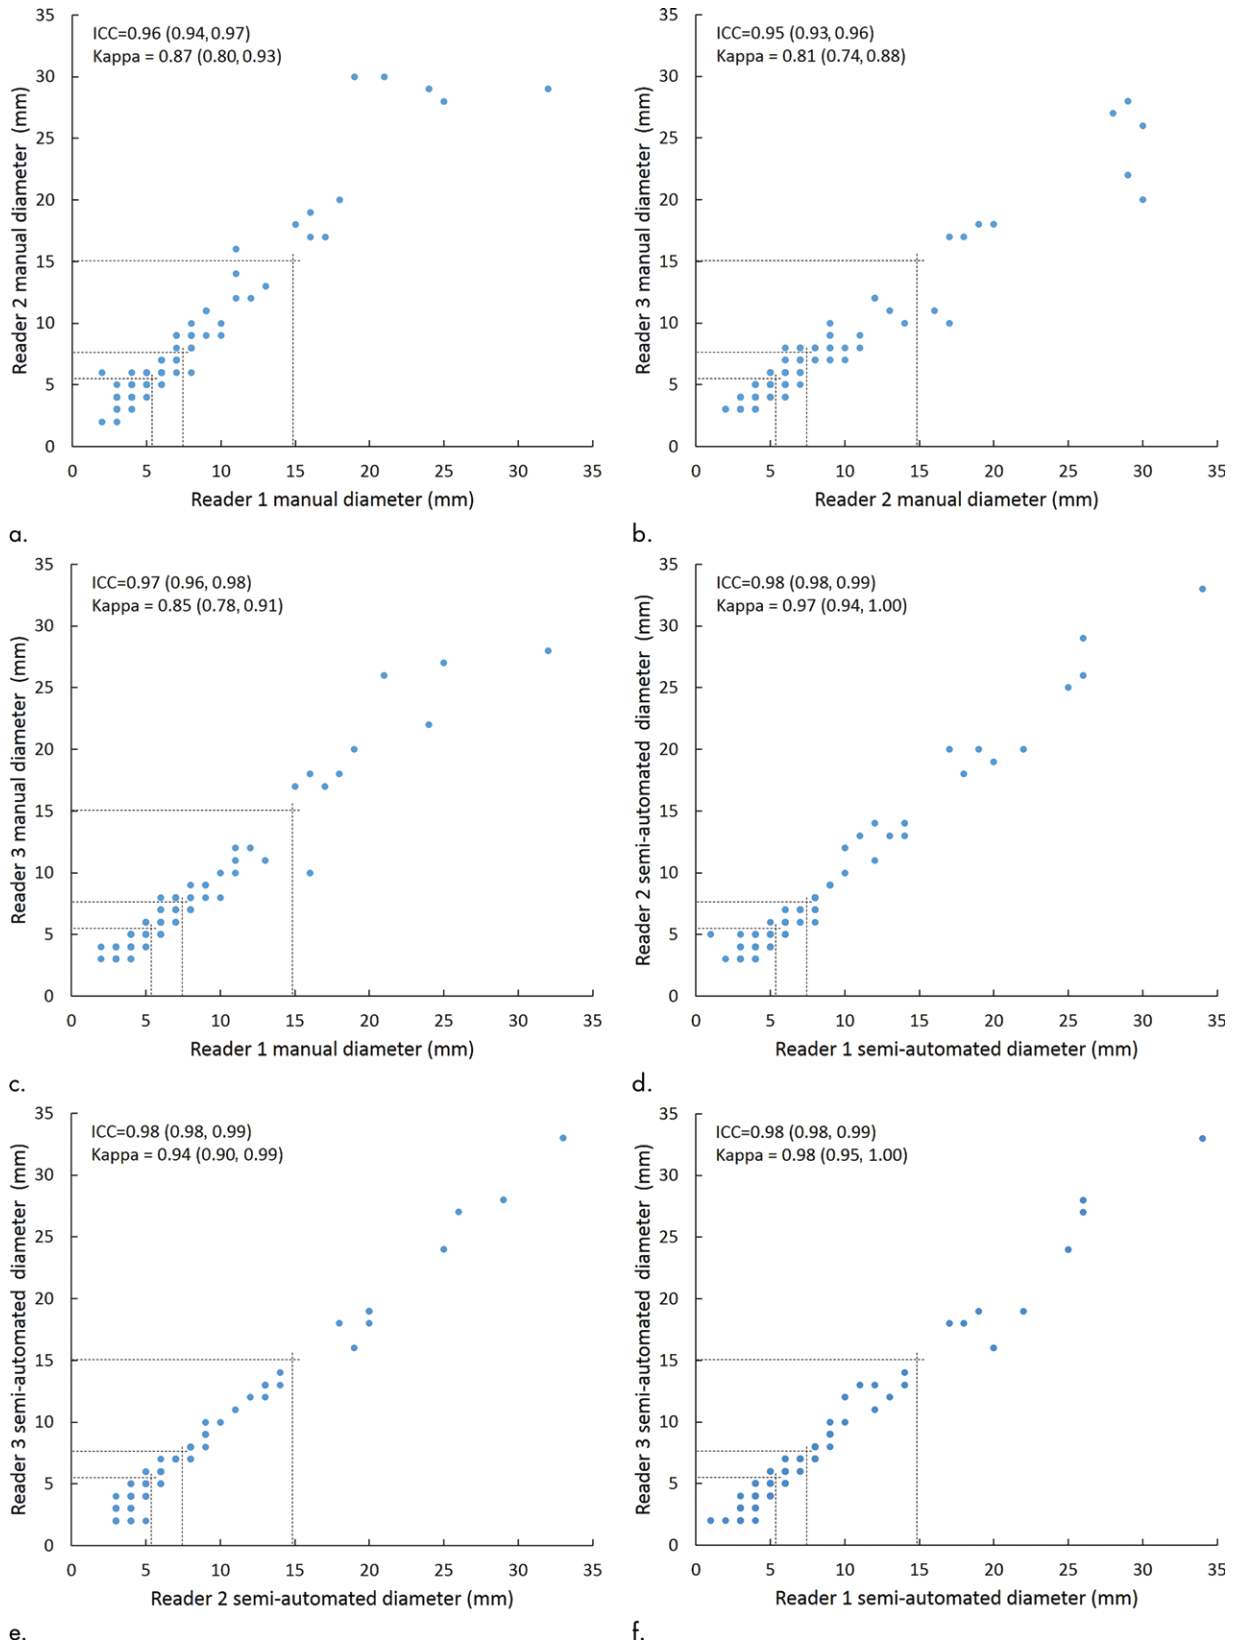 ICC=0.96 (0.94, 0.97)
Kappa = 0.87 (0.80, 0.93)
Reader 2 manual diameter (mm)
35
30
25
20
15
10
5
0
0 5 10 15 20 25 30 35
Reader 1 manual diameter (mm)
a.
ICC=0.95 (0.93, 0.96)
Kappa = 0.81 (0.74, 0.88)
Reader 3 manual diameter (mm)
35
30
25
20
15
10
5
0
0 5 10 15 20 25 30 35
Reader 2 manual diameter (mm)
b.
ICC=0.97 (0.96, 0.98)
Kappa = 0.85 (0.78, 0.91)
Reader 3 manual diameter (mm)
35
30
25
20
15
10
5
0
0 5 10 15 20 25 30 35
Reader 1 manual diameter (mm)
c.
ICC=0.98 (0.98, 0.99)
Kappa = 0.97 (0.94, 1.00)
Reader 2 semi-automated diameter (mm)
35
30
25
20
15
10
5
0
0 5 10 15 20 25 30 35
Reader 1 semi-automated diameter (mm)
d.
ICC=0.98 (0.98, 0.99)
Kappa = 0.94 (0.90, 0.99)
Reader 3 semi-automated diameter (mm)
35
30
25
20
15
10
5
0
0 5 10 15 20 25 30 35
Reader 2 semi-automated diameter (mm)
e.
ICC=0.98 (0.98, 0.99)
Kappa = 0.98 (0.95, 1.00)
Reader 3 semi-automated diameter (mm)
35
30
25
20
15
10
5
0
0 5 10 15 20 25 30 35
Reader 1 semi-automated diameter (mm)
f.